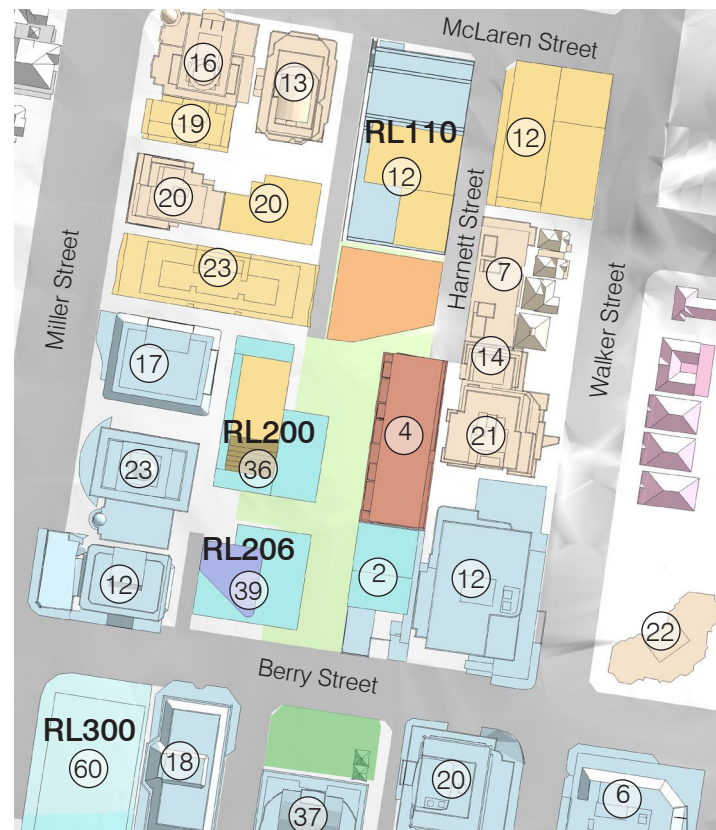 McLaren Street
16
13
19
RL110
12
12
Harnett Street
20
20
7
23
Miller Street
Walker Street
17
14
4
21
RL200
36
23
RL206
39
12
2
12
22
Berry Street
RL300
60
18
20
6
37